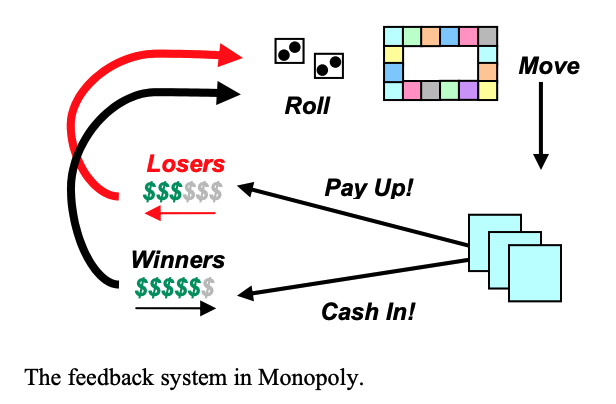 Roll
Move
Losers
$$$$$$
Pay Up!
Winners
$$$$$$
Cash In!
The feedback system in Monopoly.